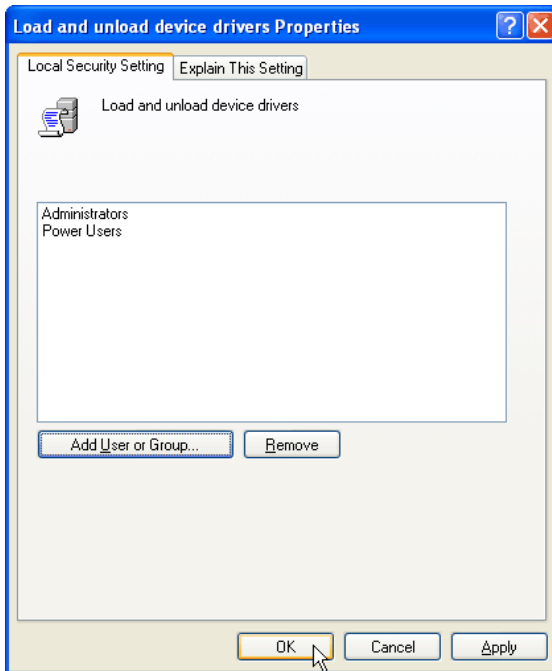 Load and unload device drivers Properties
Local Security Setting
Explain This Setting
Load and unload device drivers
Administrators
Power Users
Add User or Group...
Remove
OK
Cancel
Apply